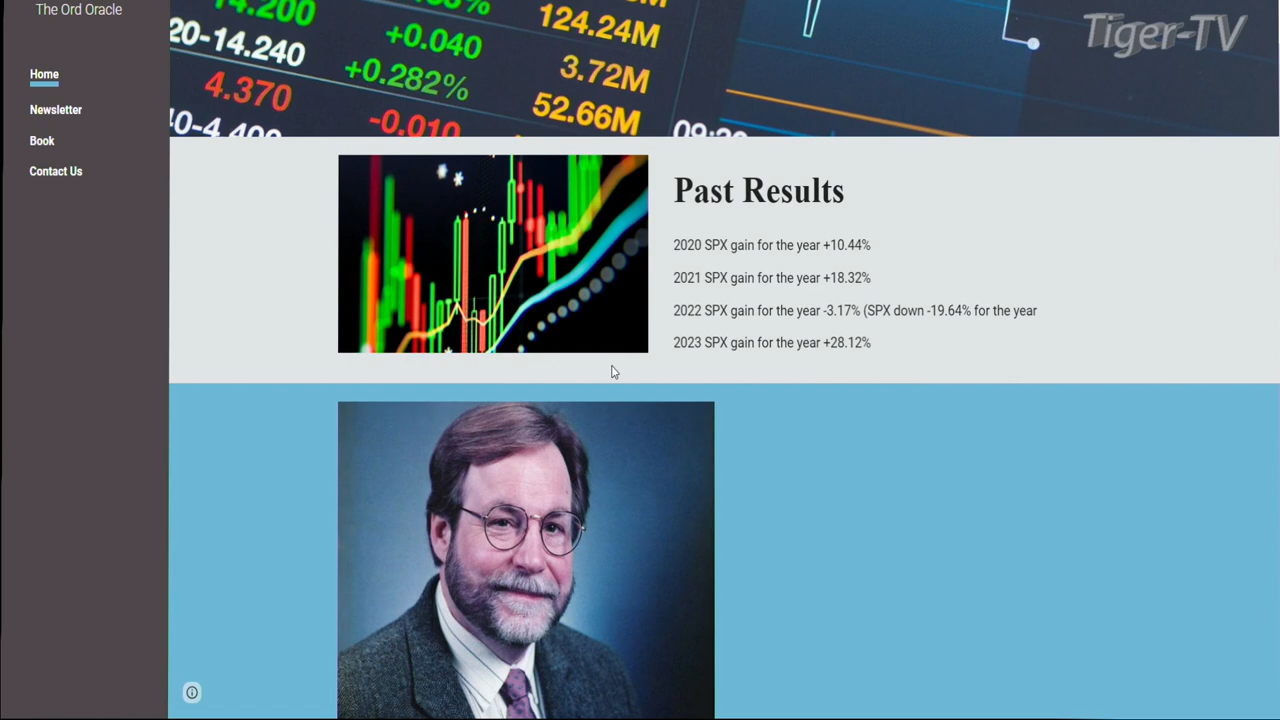 The Ord Oracle
Home
Newsletter
Book
Contact Us
14.200
124.24M
20-14.240
+0.040
3.72M
4.370
+0.282%
52.66M
-0.010
Tiger-TV
Past Results
2020 SPX gain for the year +10.44%
2021 SPX gain for the year +18.32%
2022 SPX gain for the year -3.17% (SPX down -19.64% for the year
2023 SPX gain for the year +28.12%